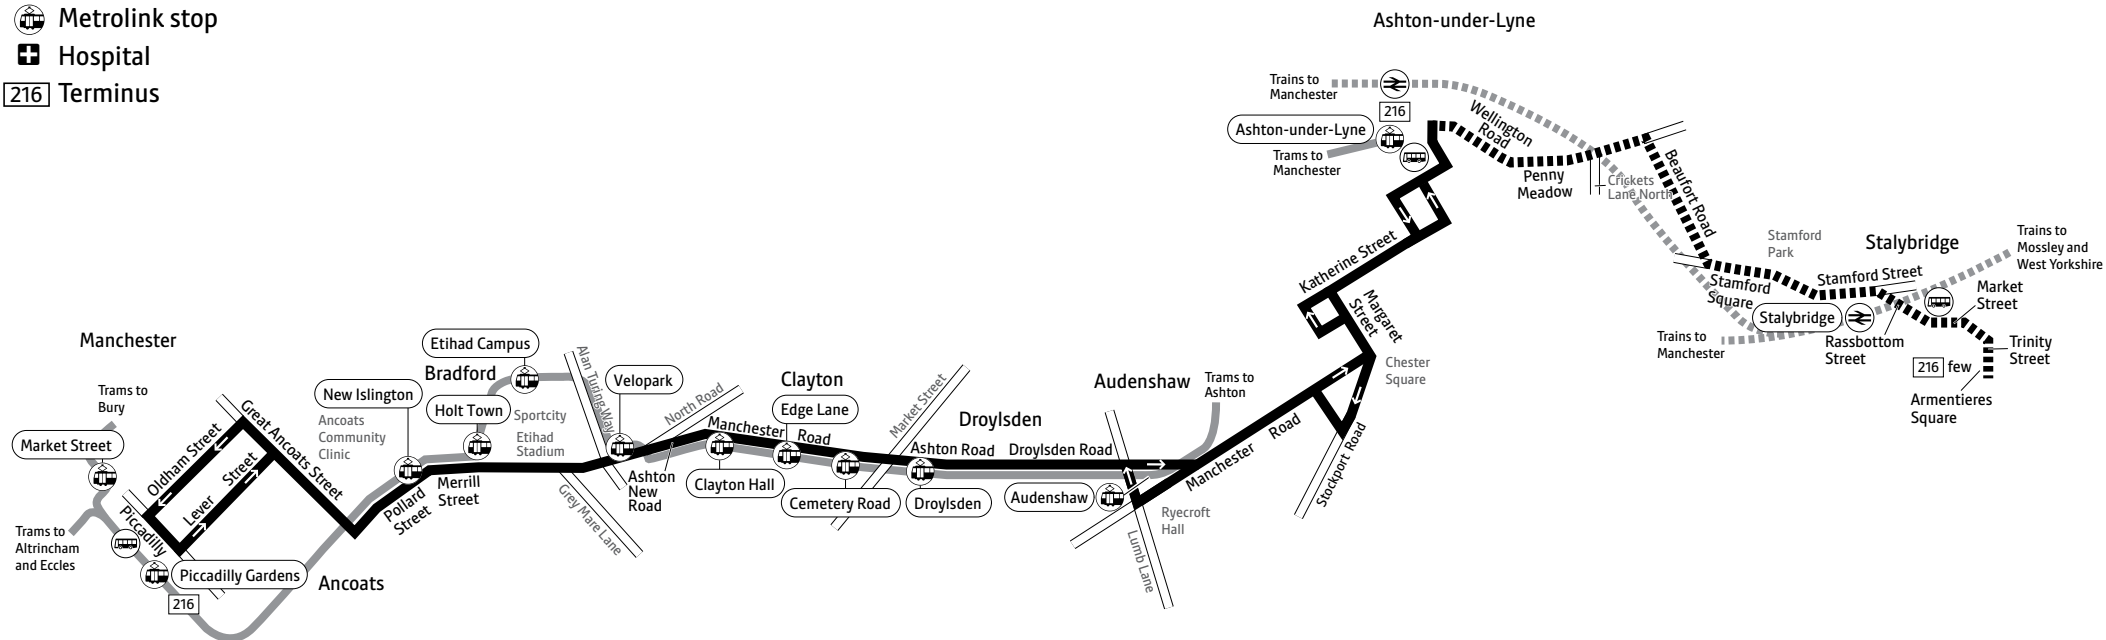 Metrolink stop
Hospital
216 Terminus
Ashton-under-Lyne
Trains to
Manchester
216
Ashton-under-Lyne
Trams to
Manchester
Wellington
Road
Penny
Meadow
Crickets
Lane North
Beaufort Road
Stamford
Park
Stalybridge
Trains to
Mossley and
West Yorkshire
Stamford Street
Stamford
Square
Market
Street
Stalybridge
Trains to
Manchester
Rassbottom
Street
Trinity
Street
216 few
Armentieres
Square
Katherine Street
Margaret
Street
Chester
Square
Stockport Road
Manchester
Road
Audenshaw
Trams to
Ashton
Audenshaw
Ryecroft
Hall
Lumb Lane
Droylsden
Ashton Road
Droylsden Road
Droylsden
Market Street
Clayton
Edge Lane
Manchester
Road
Clayton Hall
Cemetery Road
North Road
Velopark
Alan Turing Way
Ashton
New
Road
Grey Mare Lane
Etihad Campus
Bradford
Holt Town
Sportcity
Etihad
Stadium
New Islington
Ancoats
Community
Clinic
Merrill
Street
Pollard
Street
Manchester
Trams to
Bury
Market Street
Great Ancoats Street
Oldham Street
Lever
Street
Piccadilly
Trams to
Altrincham
and Eccles
Piccadilly Gardens
Ancoats
216